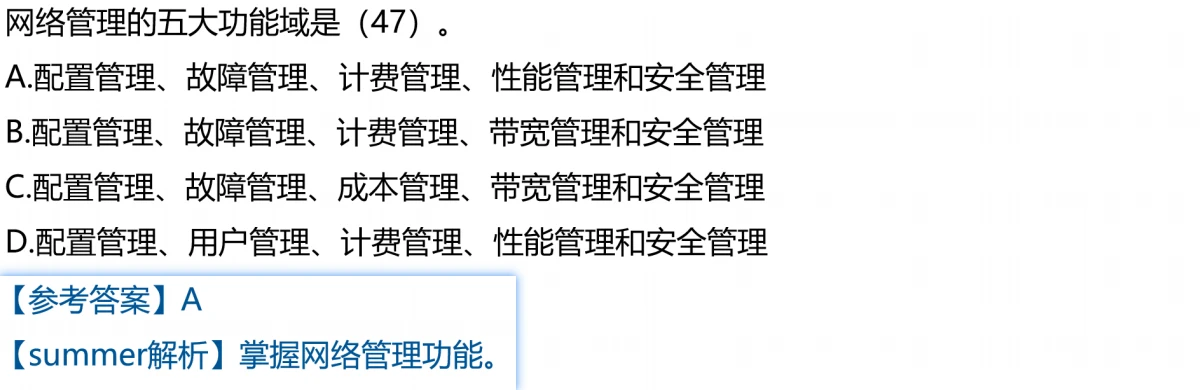 网络管理的五大功能域是（47）。
A.配置管理、故障管理、计费管理、性能管理和安全管理
B.配置管理、故障管理、计费管理、带宽管理和安全管理
C.配置管理、故障管理、成本管理、带宽管理和安全管理
D.配置管理、用户管理、计费管理、性能管理和安全管理
【参考答案】A
【summer解析】掌握网络管理功能。